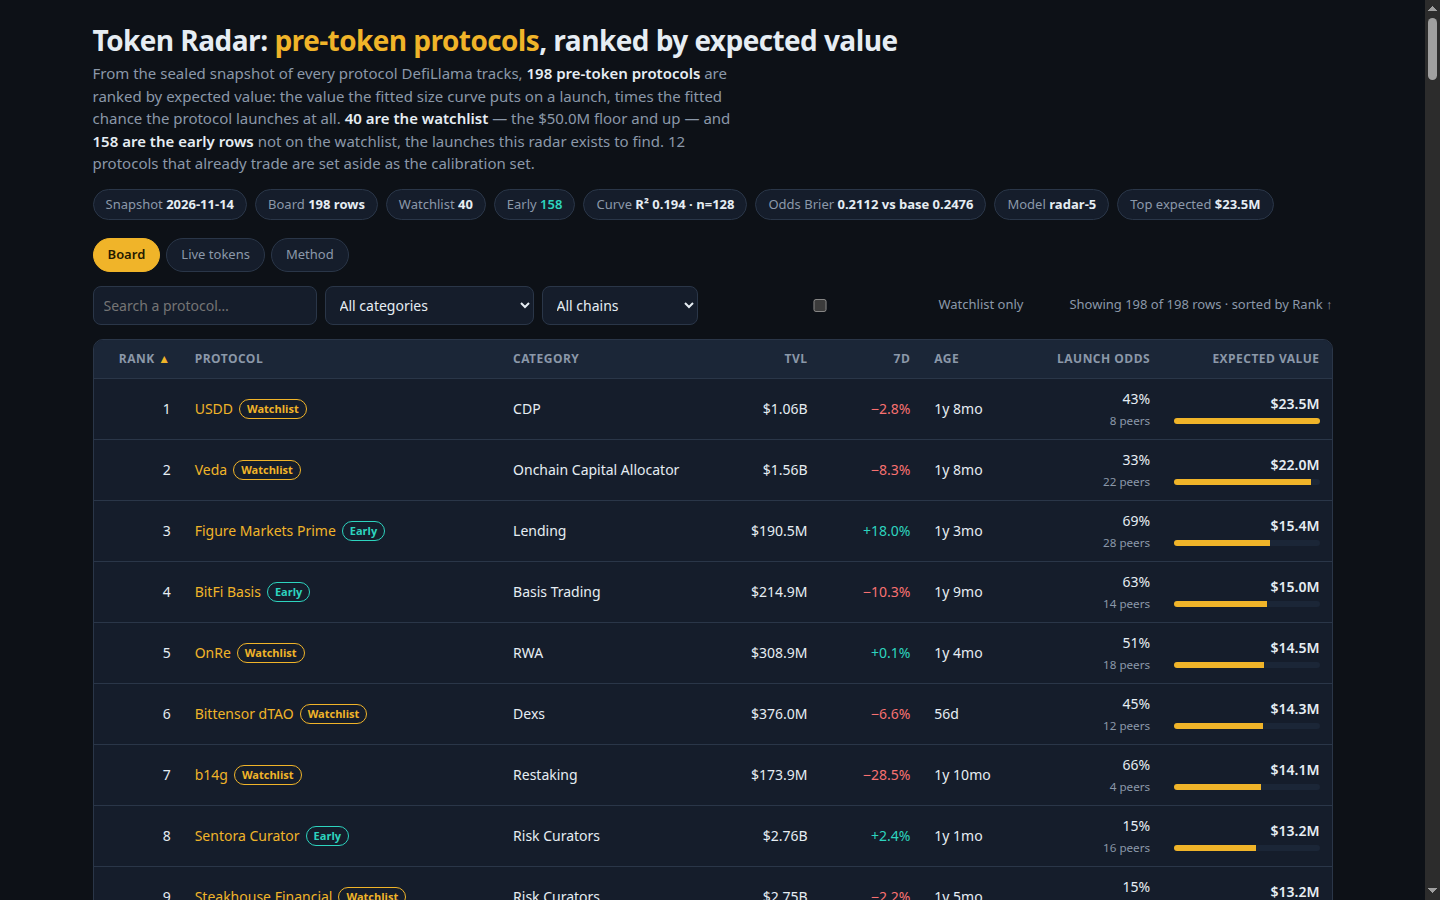 Token Radar: pre-token protocols, ranked by expected value
From the sealed snapshot of every protocol DefiLlama tracks, 198 pre-token protocols are
ranked by expected value: the value the fitted size curve puts on a launch, times the fitted
chance the protocol launches at all. 40 are the watchlist — the $50.0M floor and up — and
158 are the early rows not on the watchlist, the launches this radar exists to find. 12
protocols that already trade are set aside as the calibration set.
Snapshot 2026-11-14 Board 198 rows Watchlist 40 Early 158 Curve R² 0.194 · n=128 Odds Brier 0.2112 vs base 0.2476 Model radar-5 Top expected $23.5M
Board Live tokens Method
Search a protocol... All categories All chains Watchlist only Showing 198 of 198 rows · sorted by Rank ↑
RANK ▲ PROTOCOL CATEGORY TVL 7D AGE LAUNCH ODDS EXPECTED VALUE
1 USDD Watchlist CDP $1.06B −2.8% 1y 8mo 43% $23.5M
8 peers
2 Veda Watchlist Onchain Capital Allocator $1.56B −8.3% 1y 8mo 33% $22.0M
22 peers
3 Figure Markets Prime Early Lending $190.5M +18.0% 1y 3mo 69% $15.4M
28 peers
4 BitFi Basis Early Basis Trading $214.9M −10.3% 1y 9mo 63% $15.0M
14 peers
5 OnRe Watchlist RWA $308.9M +0.1% 1y 4mo 51% $14.5M
18 peers
6 Bittensor dTAO Watchlist Dexs $376.0M −6.6% 56d 45% $14.3M
12 peers
7 b14g Watchlist Restaking $173.9M −28.5% 1y 10mo 66% $14.1M
4 peers
8 Sentora Curator Early Risk Curators $2.76B +2.4% 1y 1mo 15% $13.2M
16 peers
9 Steakhouse Financial Watchlist Risk Curators $2.75B −2.2% 1y 5mo 15% $13.2M